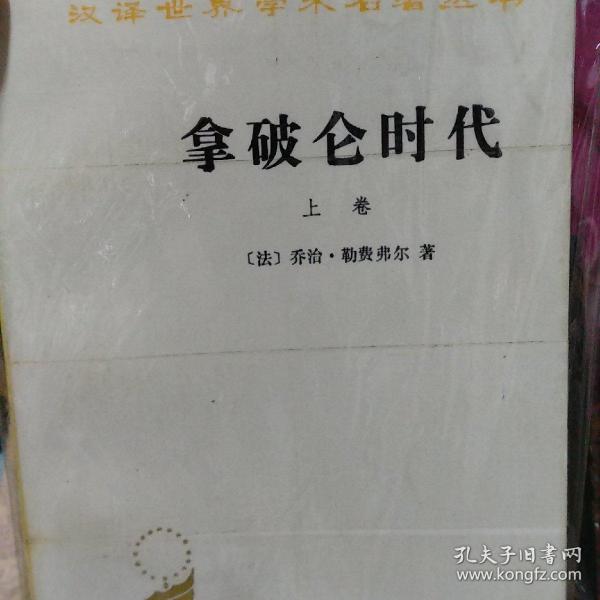 汉译世界学术名著丛书
拿破仑时代
上卷
〔法〕乔治·勒费弗尔 著
孔夫子旧书网
www.kongfz.com